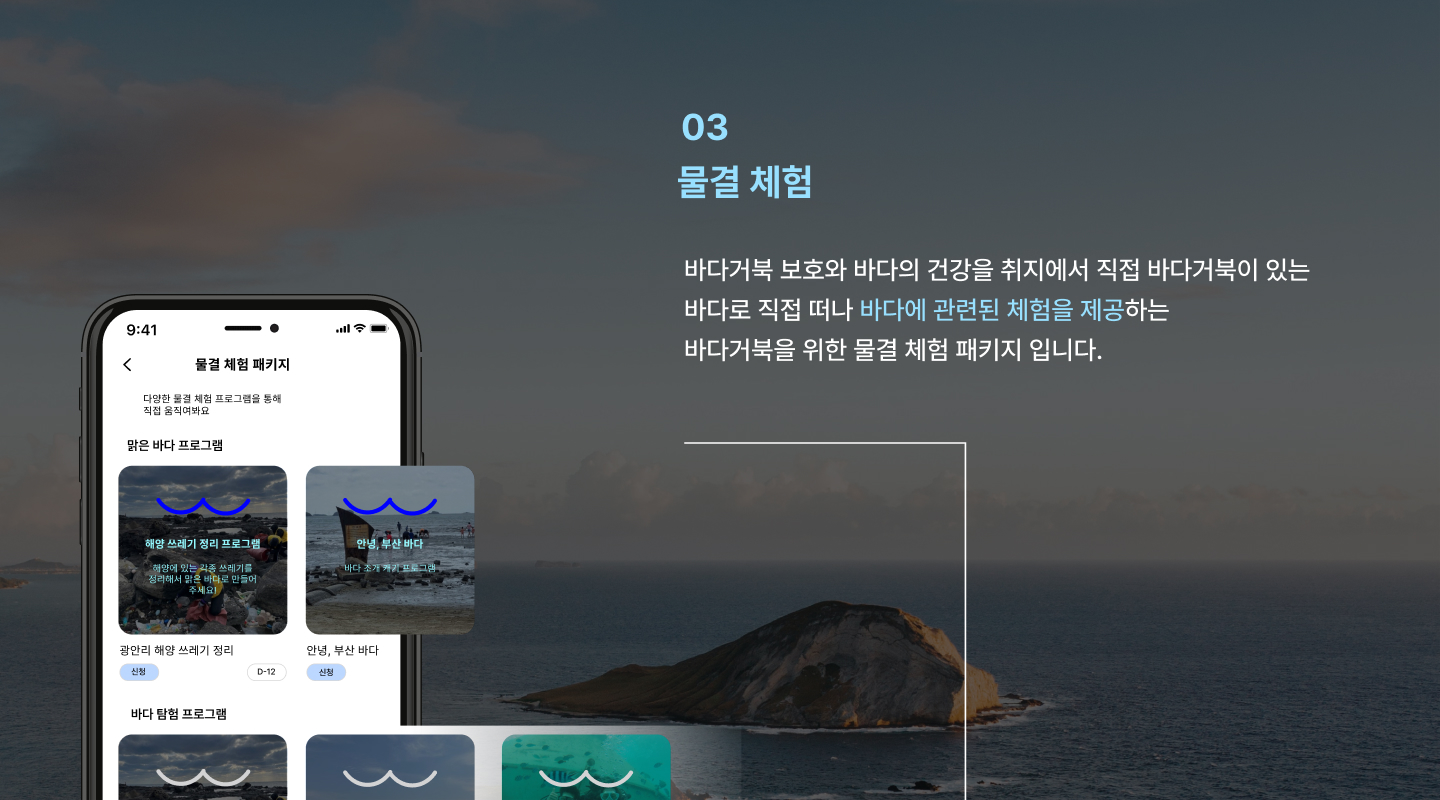 03
물결 체험
바다거북 보호와 바다의 건강을 취지에서 직접 바다거북이 있는
바다로 직접 떠나 바다에 관련된 체험을 제공하는
바다거북을 위한 물결 체험 패키지 입니다.
9:41
물결 체험 패키지
다양한 물결 체험 프로그램을 통해
직접 움직여봐요
맑은 바다 프로그램
해양 쓰레기 정리 프로그램
해양에 있는 각종 쓰레기를
정리해서 맑은 바다로 만들어
주세요!
안녕, 부산 바다
바다 조개 캐기 프로그램
광안리 해양 쓰레기 정리
신청
D-12
안녕, 부산 바다
신청
바다 탐험 프로그램